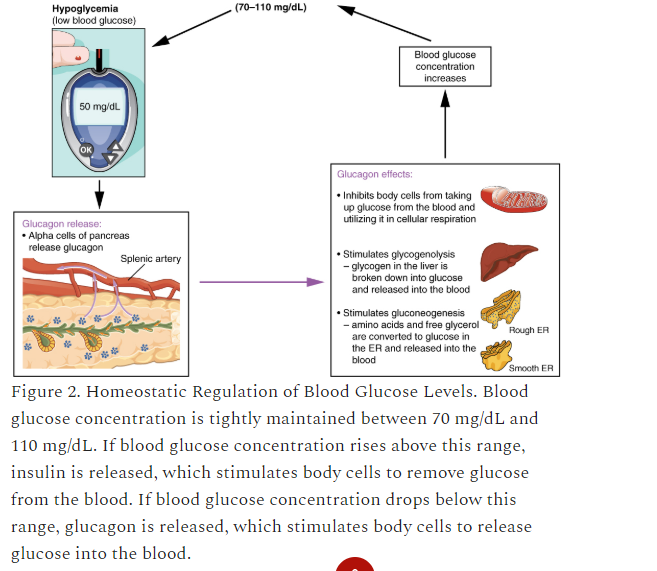 Hypoglycemia
(low blood glucose)
(70–110 mg/dL)
50 mg/dL
OK
Blood glucose
concentration
increases
Glucagon release:
• Alpha cells of pancreas
release glucagon
Splenic artery
Glucagon effects:
• Inhibits body cells from taking
up glucose from the blood and
utilizing it in cellular respiration
• Stimulates glycogenolysis
– glycogen in the liver is
broken down into glucose
and released into the blood
• Stimulates gluconeogenesis
– amino acids and free glycerol
are converted to glucose in
the ER and released into the
blood
Rough ER
Smooth ER
Figure 2. Homeostatic Regulation of Blood Glucose Levels. Blood
glucose concentration is tightly maintained between 70 mg/dL and
110 mg/dL. If blood glucose concentration rises above this range,
insulin is released, which stimulates body cells to remove glucose
from the blood. If blood glucose concentration drops below this
range, glucagon is released, which stimulates body cells to release
glucose into the blood.